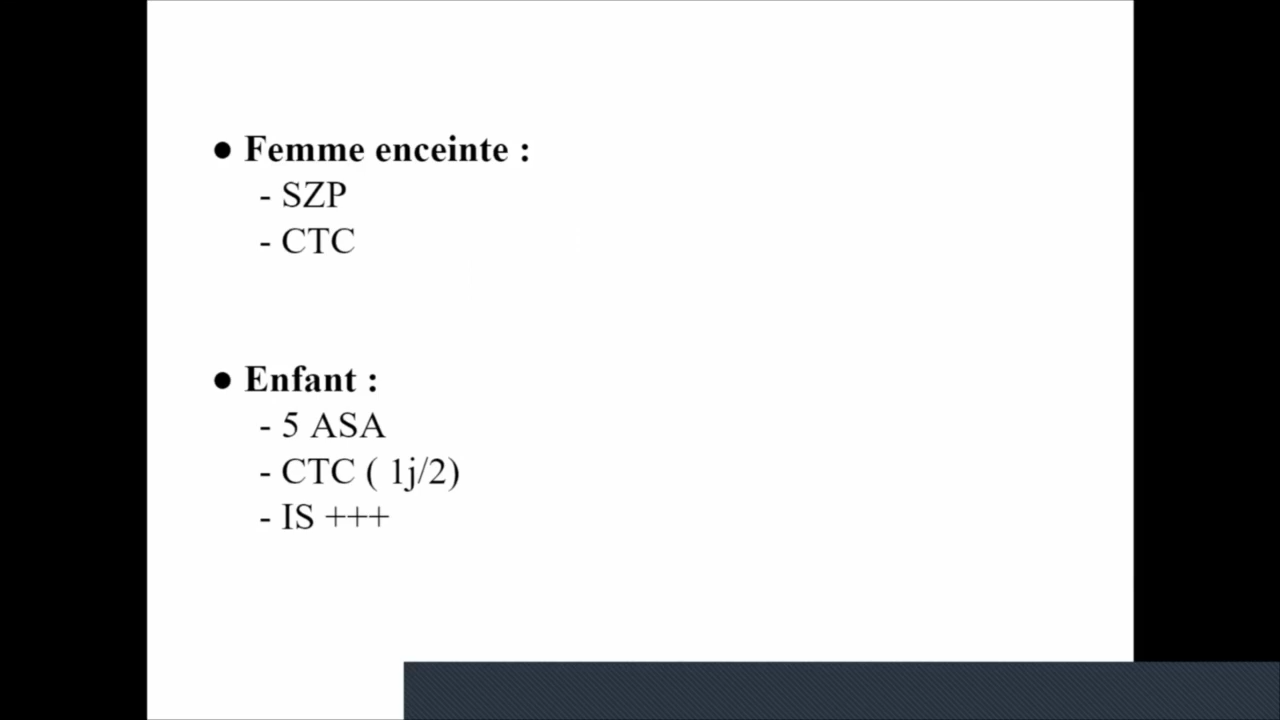 ● Femme enceinte :
- SZP
- CTC
● Enfant :
- 5 ASA
- CTC ( 1j/2)
- IS +++